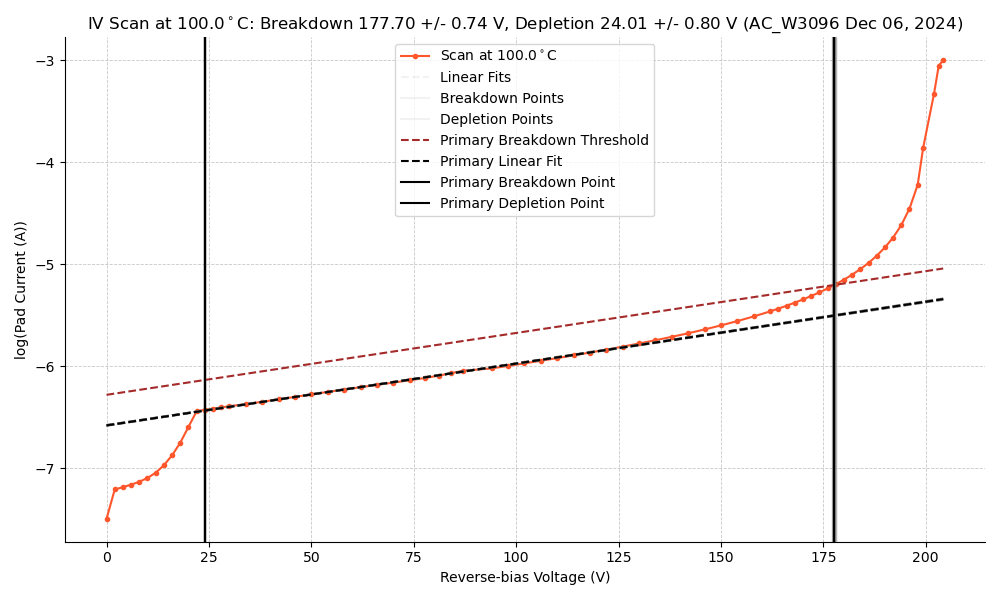 IV Scan at 100.0°C: Breakdown 177.70 +/- 0.74 V, Depletion 24.01 +/- 0.80 V (AC_W3096 Dec 06, 2024)
Scan at 100.0°C
Linear Fits
Breakdown Points
Depletion Points
Primary Breakdown Threshold
Primary Linear Fit
Primary Breakdown Point
Primary Depletion Point
log(Pad Current (A))
−3
−4
−5
−6
−7
0 25 50 75 100 125 150 175 200
Reverse-bias Voltage (V)